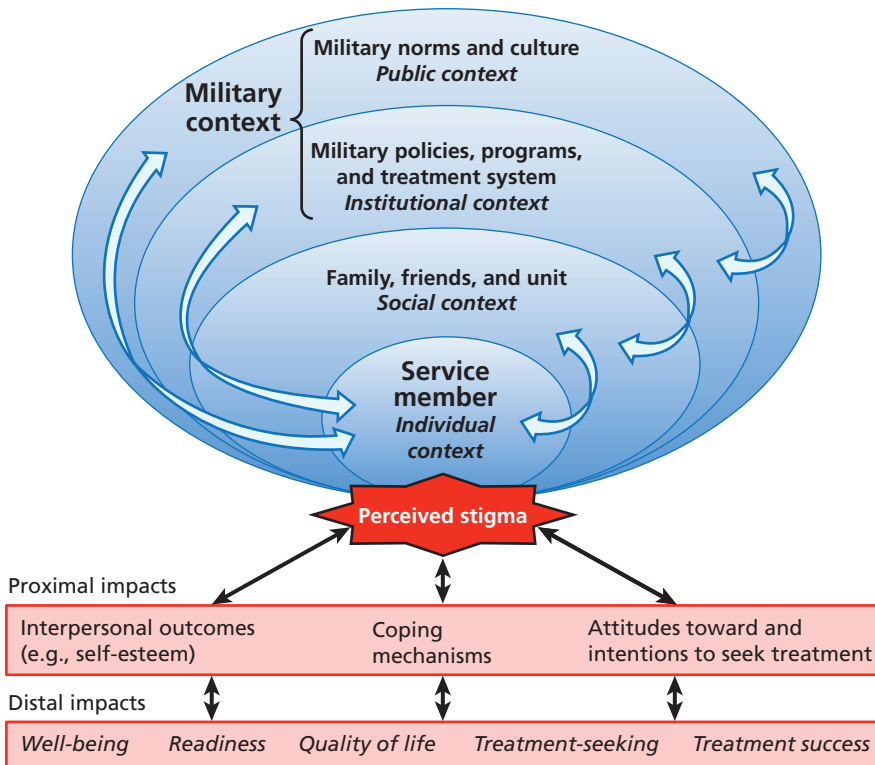 Military norms and culture
Public context
Military
context
Military policies, programs,
and treatment system
Institutional context
Family, friends, and unit
Social context
Service
member
Individual
context
Perceived stigma
Proximal impacts
Interpersonal outcomes
(e.g., self-esteem)
Coping
mechanisms
Attitudes toward and
intentions to seek treatment
Distal impacts
Well-being Readiness Quality of life Treatment-seeking Treatment success